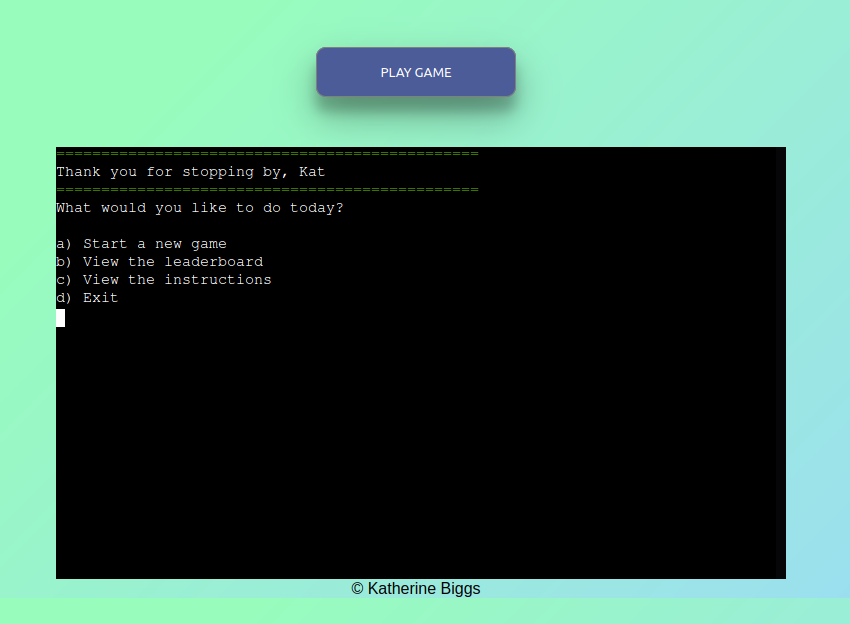 PLAY GAME
===============================================
Thank you for stopping by, Kat
===============================================
What would you like to do today?
a) Start a new game
b) View the leaderboard
c) View the instructions
d) Exit
© Katherine Biggs